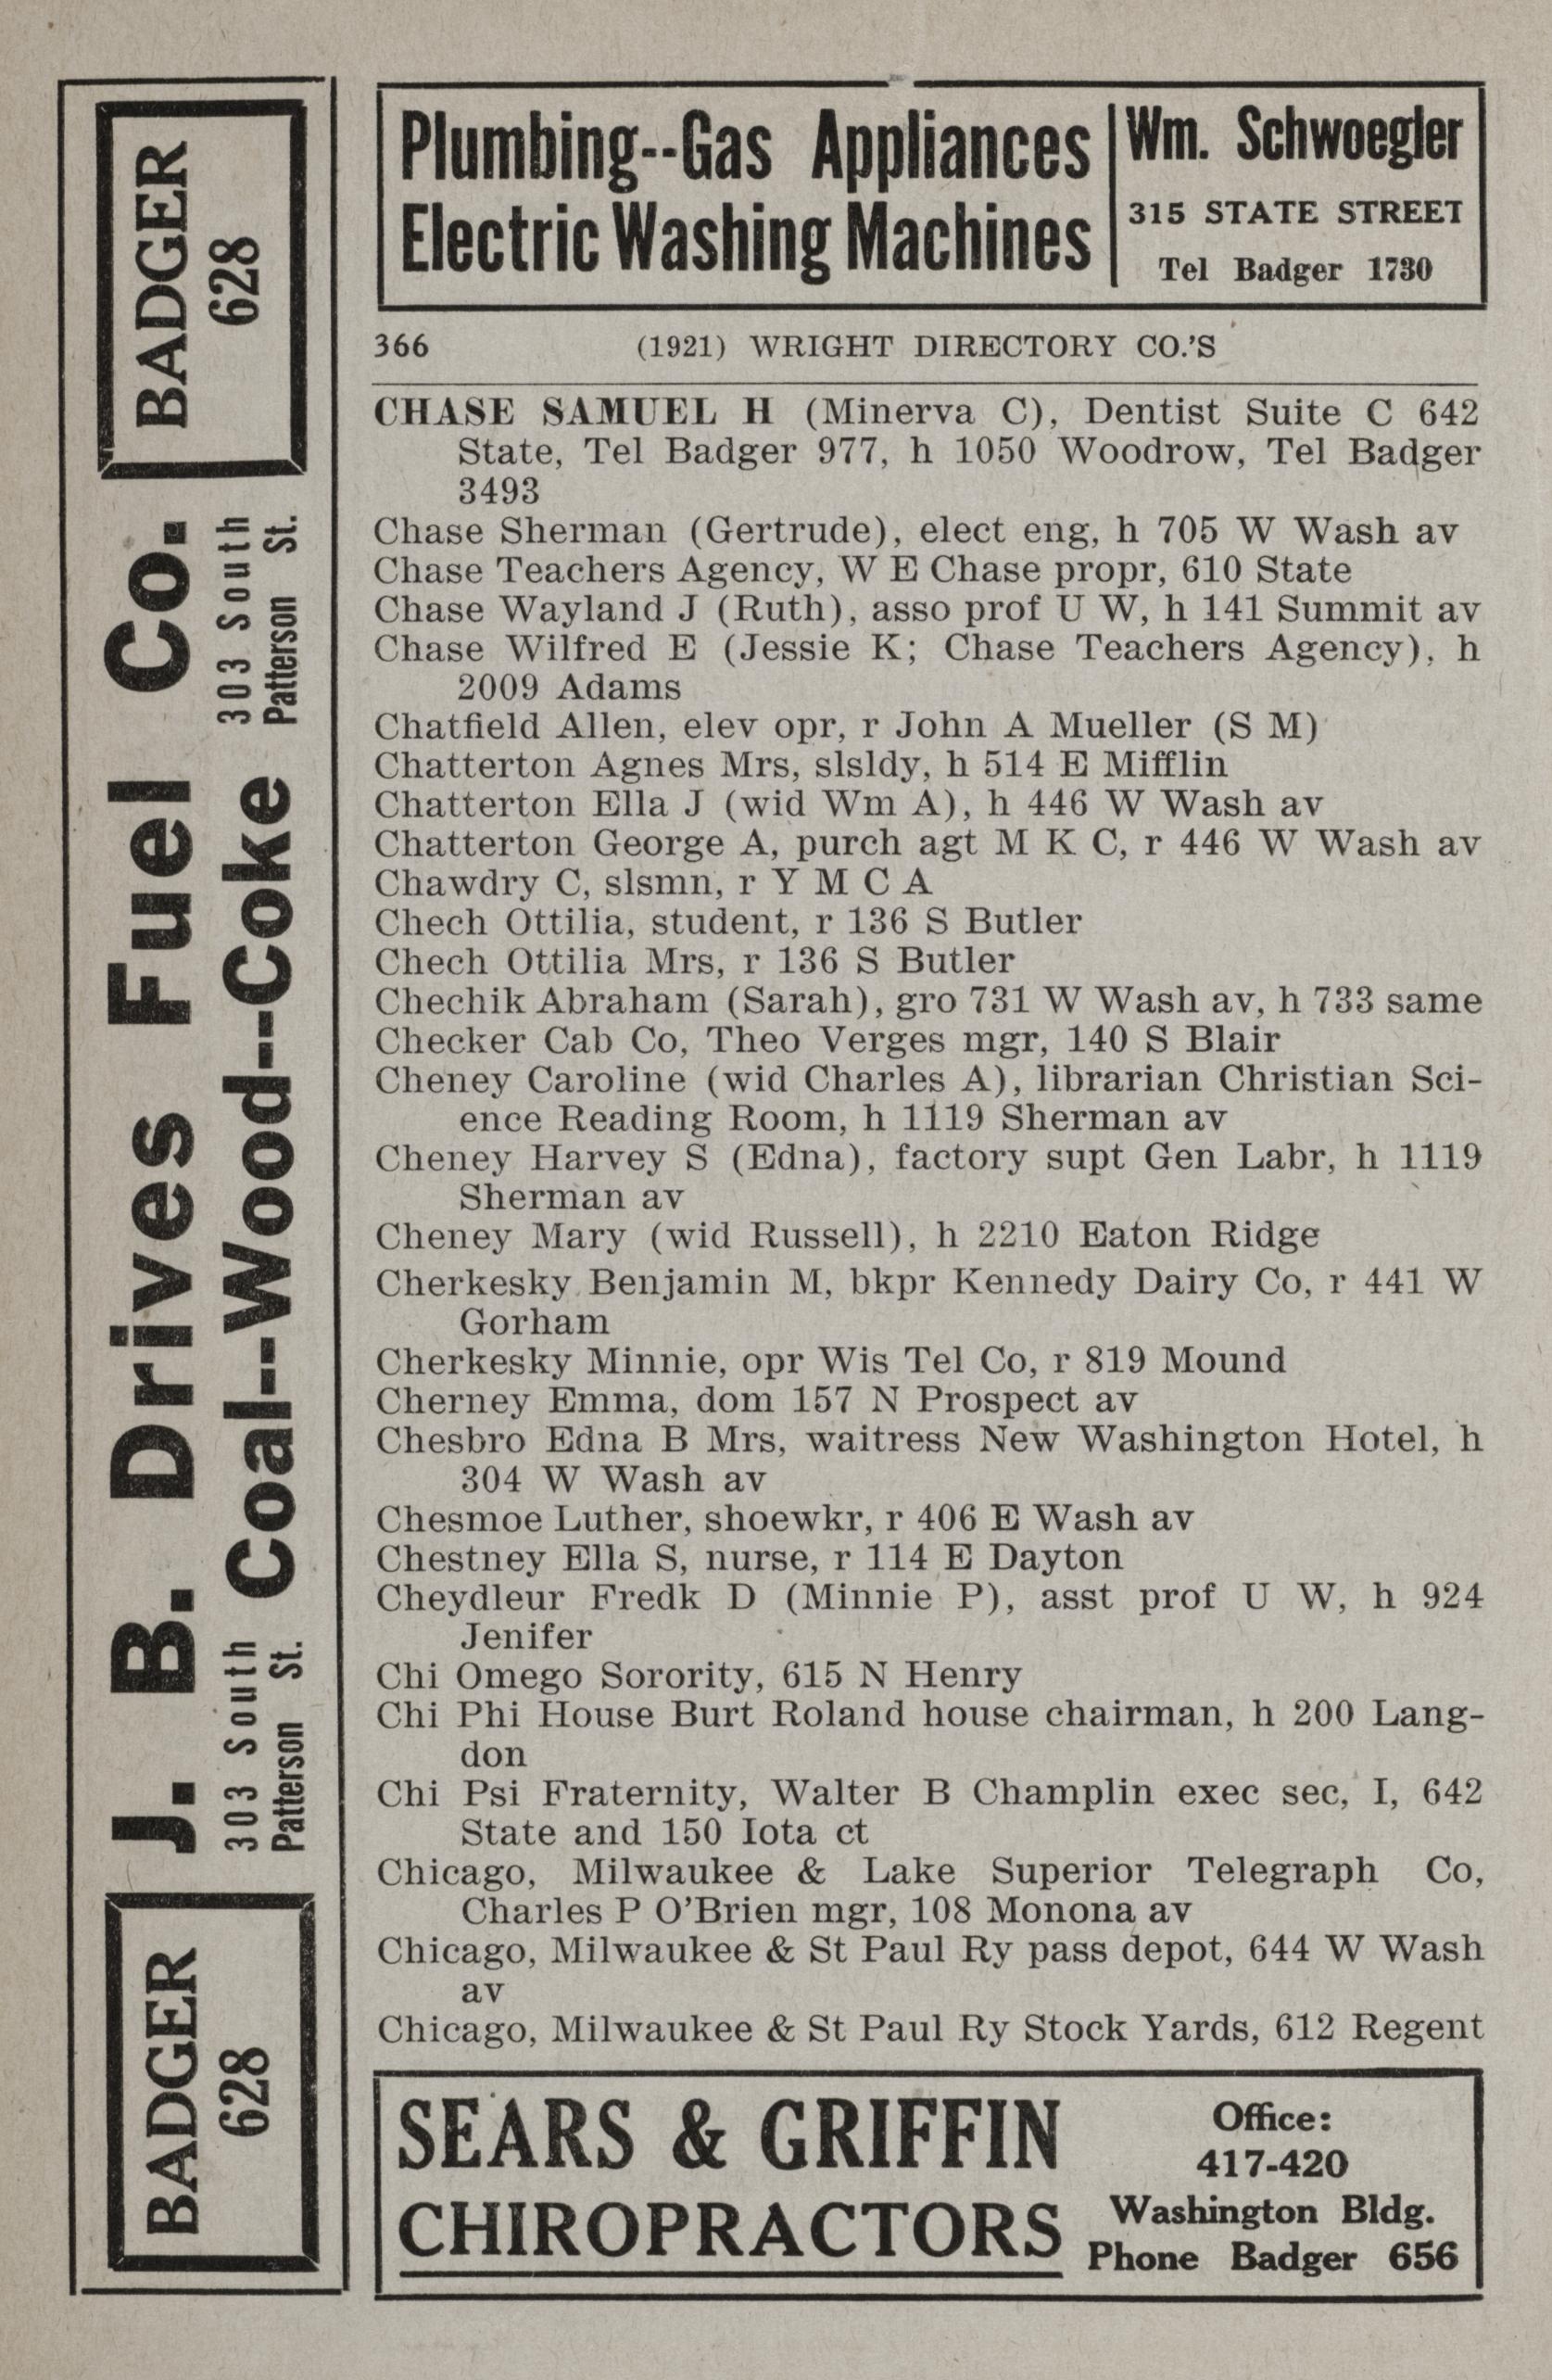 Plumbing--Gas Appliances
Electric Washing Machines
Wm. Schwoegler
315 STATE STREET
Tel Badger 1730
366 (1921) WRIGHT DIRECTORY CO.'S
CHASE SAMUEL H (Minerva C), Dentist Suite C 642
State, Tel Badger 977, h 1050 Woodrow, Tel Badger
3493
Chase Sherman (Gertrude), elect eng, h 705 W Wash av
Chase Teachers Agency, W E Chase propr, 610 State
Chase Wayland J (Ruth), asso prof U W, h 141 Summit av
Chase Wilfred E (Jessie K; Chase Teachers Agency), h
2009 Adams
Chatfield Allen, elev opr, r John A Mueller (S M)
Chatterton Agnes Mrs, slsldy, h 514 E Mifflin
Chatterton Ella J (wid Wm A), h 446 W Wash av
Chatterton George A, purch agt M K C, r 446 W Wash av
Chawdry C, slsmn, r Y M C A
Chech Ottilia, student, r 136 S Butler
Chech Ottilia Mrs, r 136 S Butler
Chechik Abraham (Sarah), gro 731 W Wash av, h 733 same
Checker Cab Co, Theo Verges mgr, 140 S Blair
Cheney Caroline (wid Charles A), librarian Christian Sci-
ence Reading Room, h 1119 Sherman av
Cheney Harvey S (Edna), factory supt Gen Labr, h 1119
Sherman av
Cheney Mary (wid Russell), h 2210 Eaton Ridge
Cherkesky Benjamin M, bkpr Kennedy Dairy Co, r 441 W
Gorham
Cherkesky Minnie, opr Wis Tel Co, r 819 Mound
Cherney Emma, dom 157 N Prospect av
Chesbro Edna B Mrs, waitress New Washington Hotel, h
304 W Wash av
Chesmoe Luther, shoewkr, r 406 E Wash av
Chestney Ella S, nurse, r 114 E Dayton
Cheydleur Fredk D (Minnie P), asst prof U W, h 924
Jenifer
Chi Omego Sorority, 615 N Henry
Chi Phi House Burt Roland house chairman, h 200 Lang-
don
Chi Psi Fraternity, Walter B Champlin exec sec, I, 642
State and 150 Iota ct
Chicago, Milwaukee & Lake Superior Telegraph Co,
Charles P O'Brien mgr, 108 Monona av
Chicago, Milwaukee & St Paul Ry pass depot, 644 W Wash
av
Chicago, Milwaukee & St Paul Ry Stock Yards, 612 Regent
SEARS & GRIFFIN
CHIROPRACTORS
Office:
417-420
Washington Bldg.
Phone Badger 656
BADGER
628
J. B. Drives Fuel Co.
303 South
Patterson St.
Coal--Wood--Coke
303 South
Patterson St.
BADGER
628